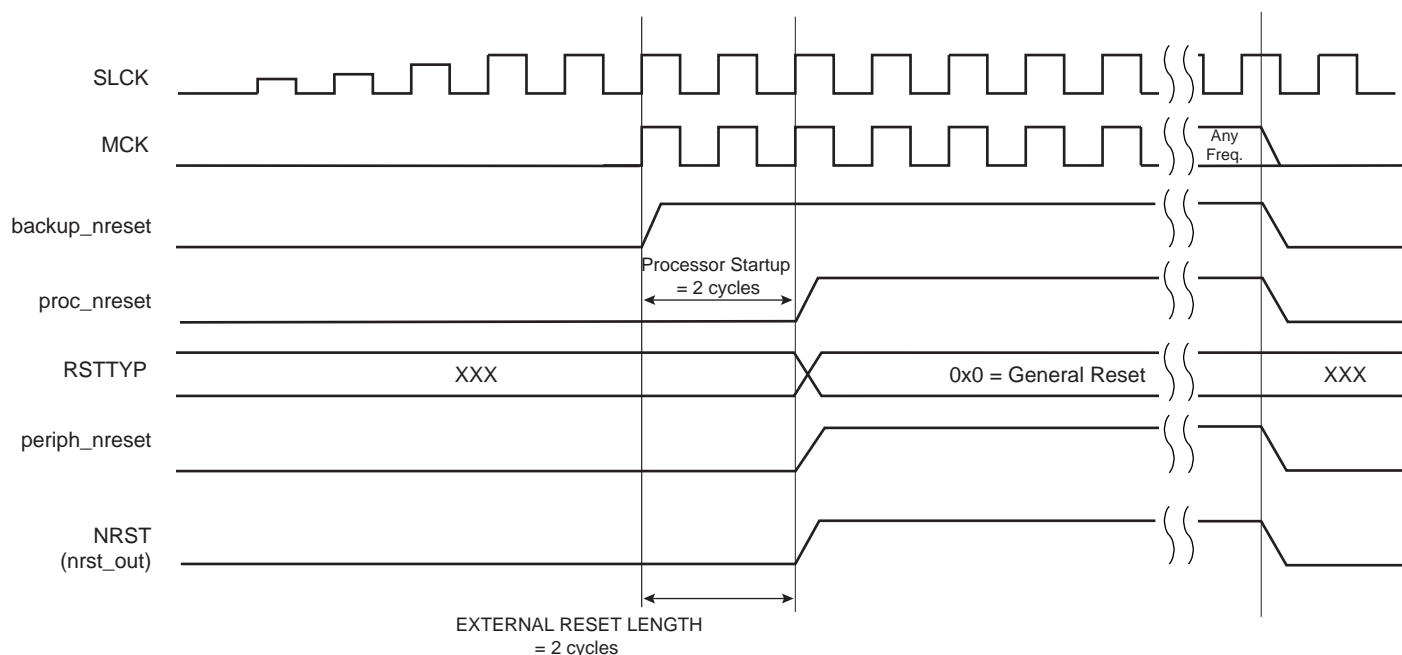 SLCK
MCK
Any
Freq.
backup_nreset
Processor Startup
= 2 cycles
proc_nreset
RSTTYP
XXX
0x0 = General Reset
XXX
periph_nreset
NRST
(nrst_out)
EXTERNAL RESET LENGTH
= 2 cycles